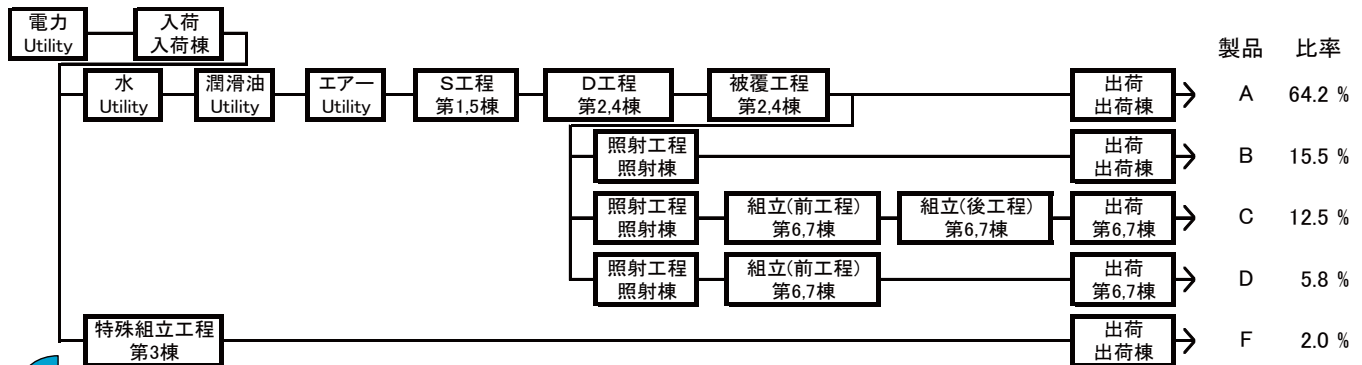 電力
Utility
入荷
入荷棟
製品 比率
水
Utility
潤滑油
Utility
エアー
Utility
S工程
第1,5棟
D工程
第2,4棟
被覆工程
第2,4棟
出荷
出荷棟
A 64.2 %
照射工程
照射棟
出荷
出荷棟
B 15.5 %
照射工程
照射棟
組立(前工程)
第6,7棟
組立(後工程)
第6,7棟
出荷
第6,7棟
C 12.5 %
照射工程
照射棟
組立(前工程)
第6,7棟
出荷
第6,7棟
D 5.8 %
特殊組立工程
第3棟
出荷
出荷棟
F 2.0 %